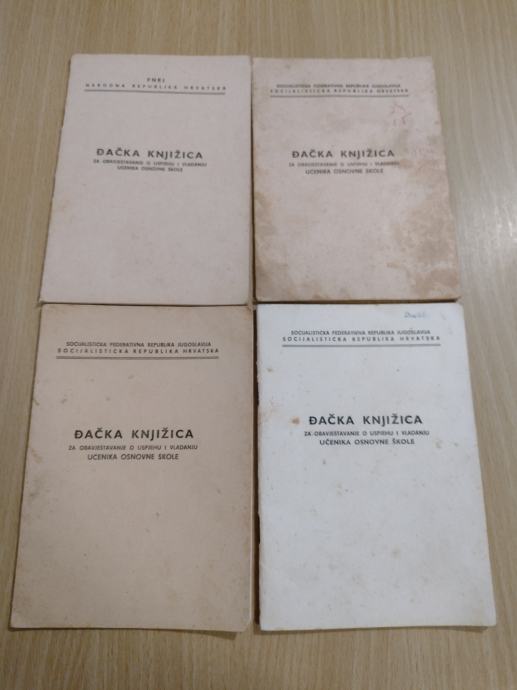 FNRJ
NARODNA REPUBLIKA HRVATSKA
ĐAČKA KNJIŽICA
ZA OBAVJEŠTAVANJE O USPJEHU I VLADANJU
UČENIKA OSNOVNE ŠKOLE
SOCIJALISTIČKA FEDERATIVNA REPUBLIKA JUGOSLAVIJA
SOCIJALISTIČKA REPUBLIKA HRVATSKA
ĐAČKA KNJIŽICA
ZA OBAVJEŠTAVANJE O USPJEHU I VLADANJU
UČENIKA OSNOVNE ŠKOLE
SOCIJALISTIČKA FEDERATIVNA REPUBLIKA JUGOSLAVIJA
SOCIJALISTIČKA REPUBLIKA HRVATSKA
ĐAČKA KNJIŽICA
ZA OBAVJEŠTAVANJE O USPJEHU I VLADANJU
UČENIKA OSNOVNE ŠKOLE
SOCIJALISTIČKA FEDERATIVNA REPUBLIKA JUGOSLAVIJA
SOCIJALISTIČKA REPUBLIKA HRVATSKA
ĐAČKA KNJIŽICA
ZA OBAVJEŠTAVANJE O USPJEHU I VLADANJU
UČENIKA OSNOVNE ŠKOLE